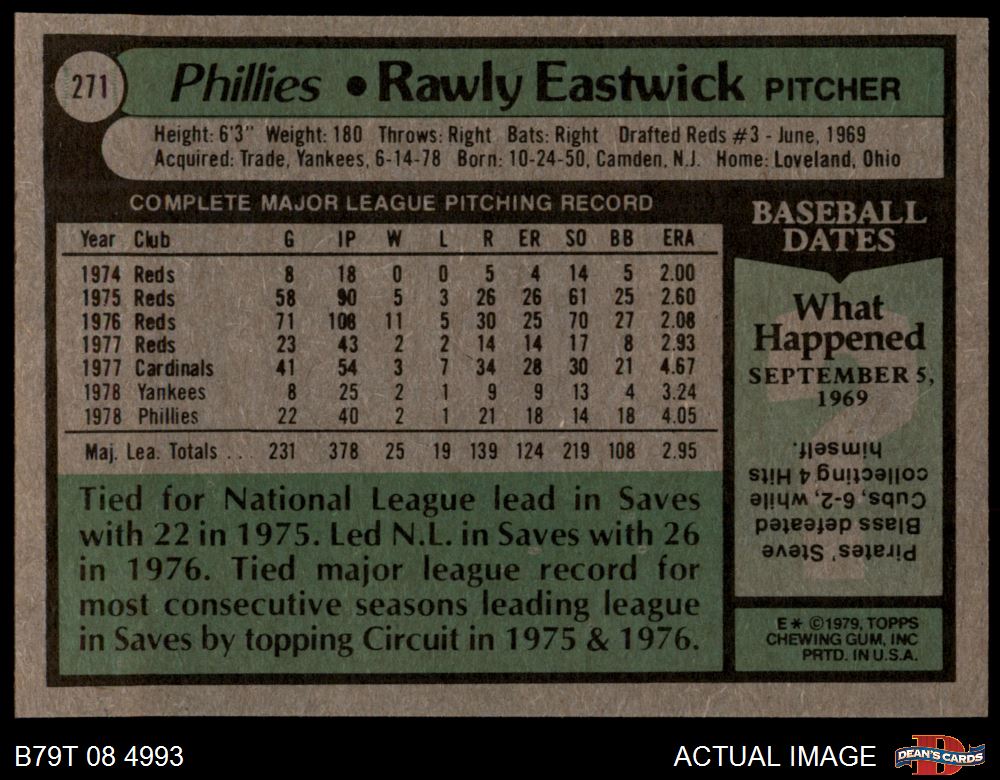 271
Phillies • Rawly Eastwick PITCHER
Height: 6'3" Weight: 180 Throws: Right Bats: Right Drafted Reds #3 - June, 1969
Acquired: Trade, Yankees, 6-14-78 Born: 10-24-50, Camden, N.J. Home: Loveland, Ohio
COMPLETE MAJOR LEAGUE PITCHING RECORD
Year Club G IP W L R ER SO BB ERA
1974 Reds 8 18 0 0 5 4 14 5 2.00
1975 Reds 58 90 5 3 26 26 61 25 2.60
1976 Reds 71 108 11 5 30 25 70 27 2.08
1977 Reds 23 43 2 2 14 14 17 8 2.93
1977 Cardinals 41 54 3 7 34 28 30 21 4.67
1978 Yankees 8 25 2 1 9 9 13 4 3.24
1978 Phillies 22 40 2 1 21 18 14 18 4.05
Maj. Lea. Totals ... 231 378 25 19 139 124 219 108 2.95
Tied for National League lead in Saves
with 22 in 1975. Led N.L. in Saves with 26
in 1976. Tied major league record for
most consecutive seasons leading league
in Saves by topping Circuit in 1975 & 1976.
BASEBALL
DATES
What
Happened
SEPTEMBER 5,
1969
Pirates' Steve
Blass defeated
Cubs, 6-2, while
collecting 4 Hits
himself.
E* ©1979, TOPPS
CHEWING GUM, INC
PRTD. IN U.S.A.
B79T 08 4993
ACTUAL IMAGE
D
DEAN'S CARDS